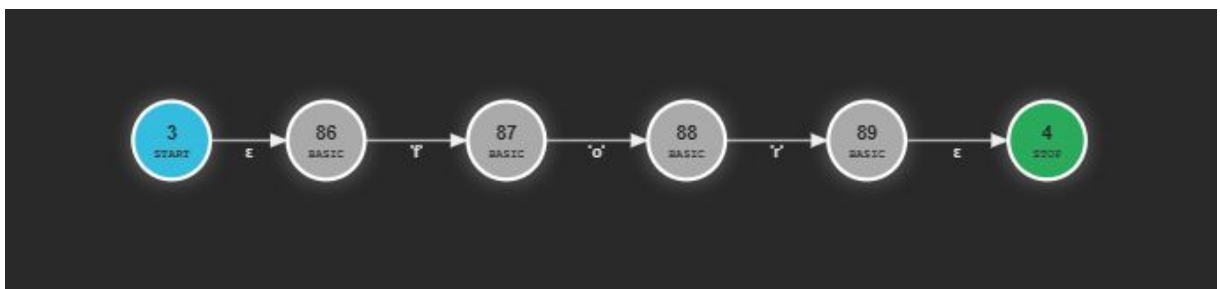 3 86 87 88 89 4
START BASIC BASIC BASIC BASIC STOP
ε 'f' 'o' 'r' ε